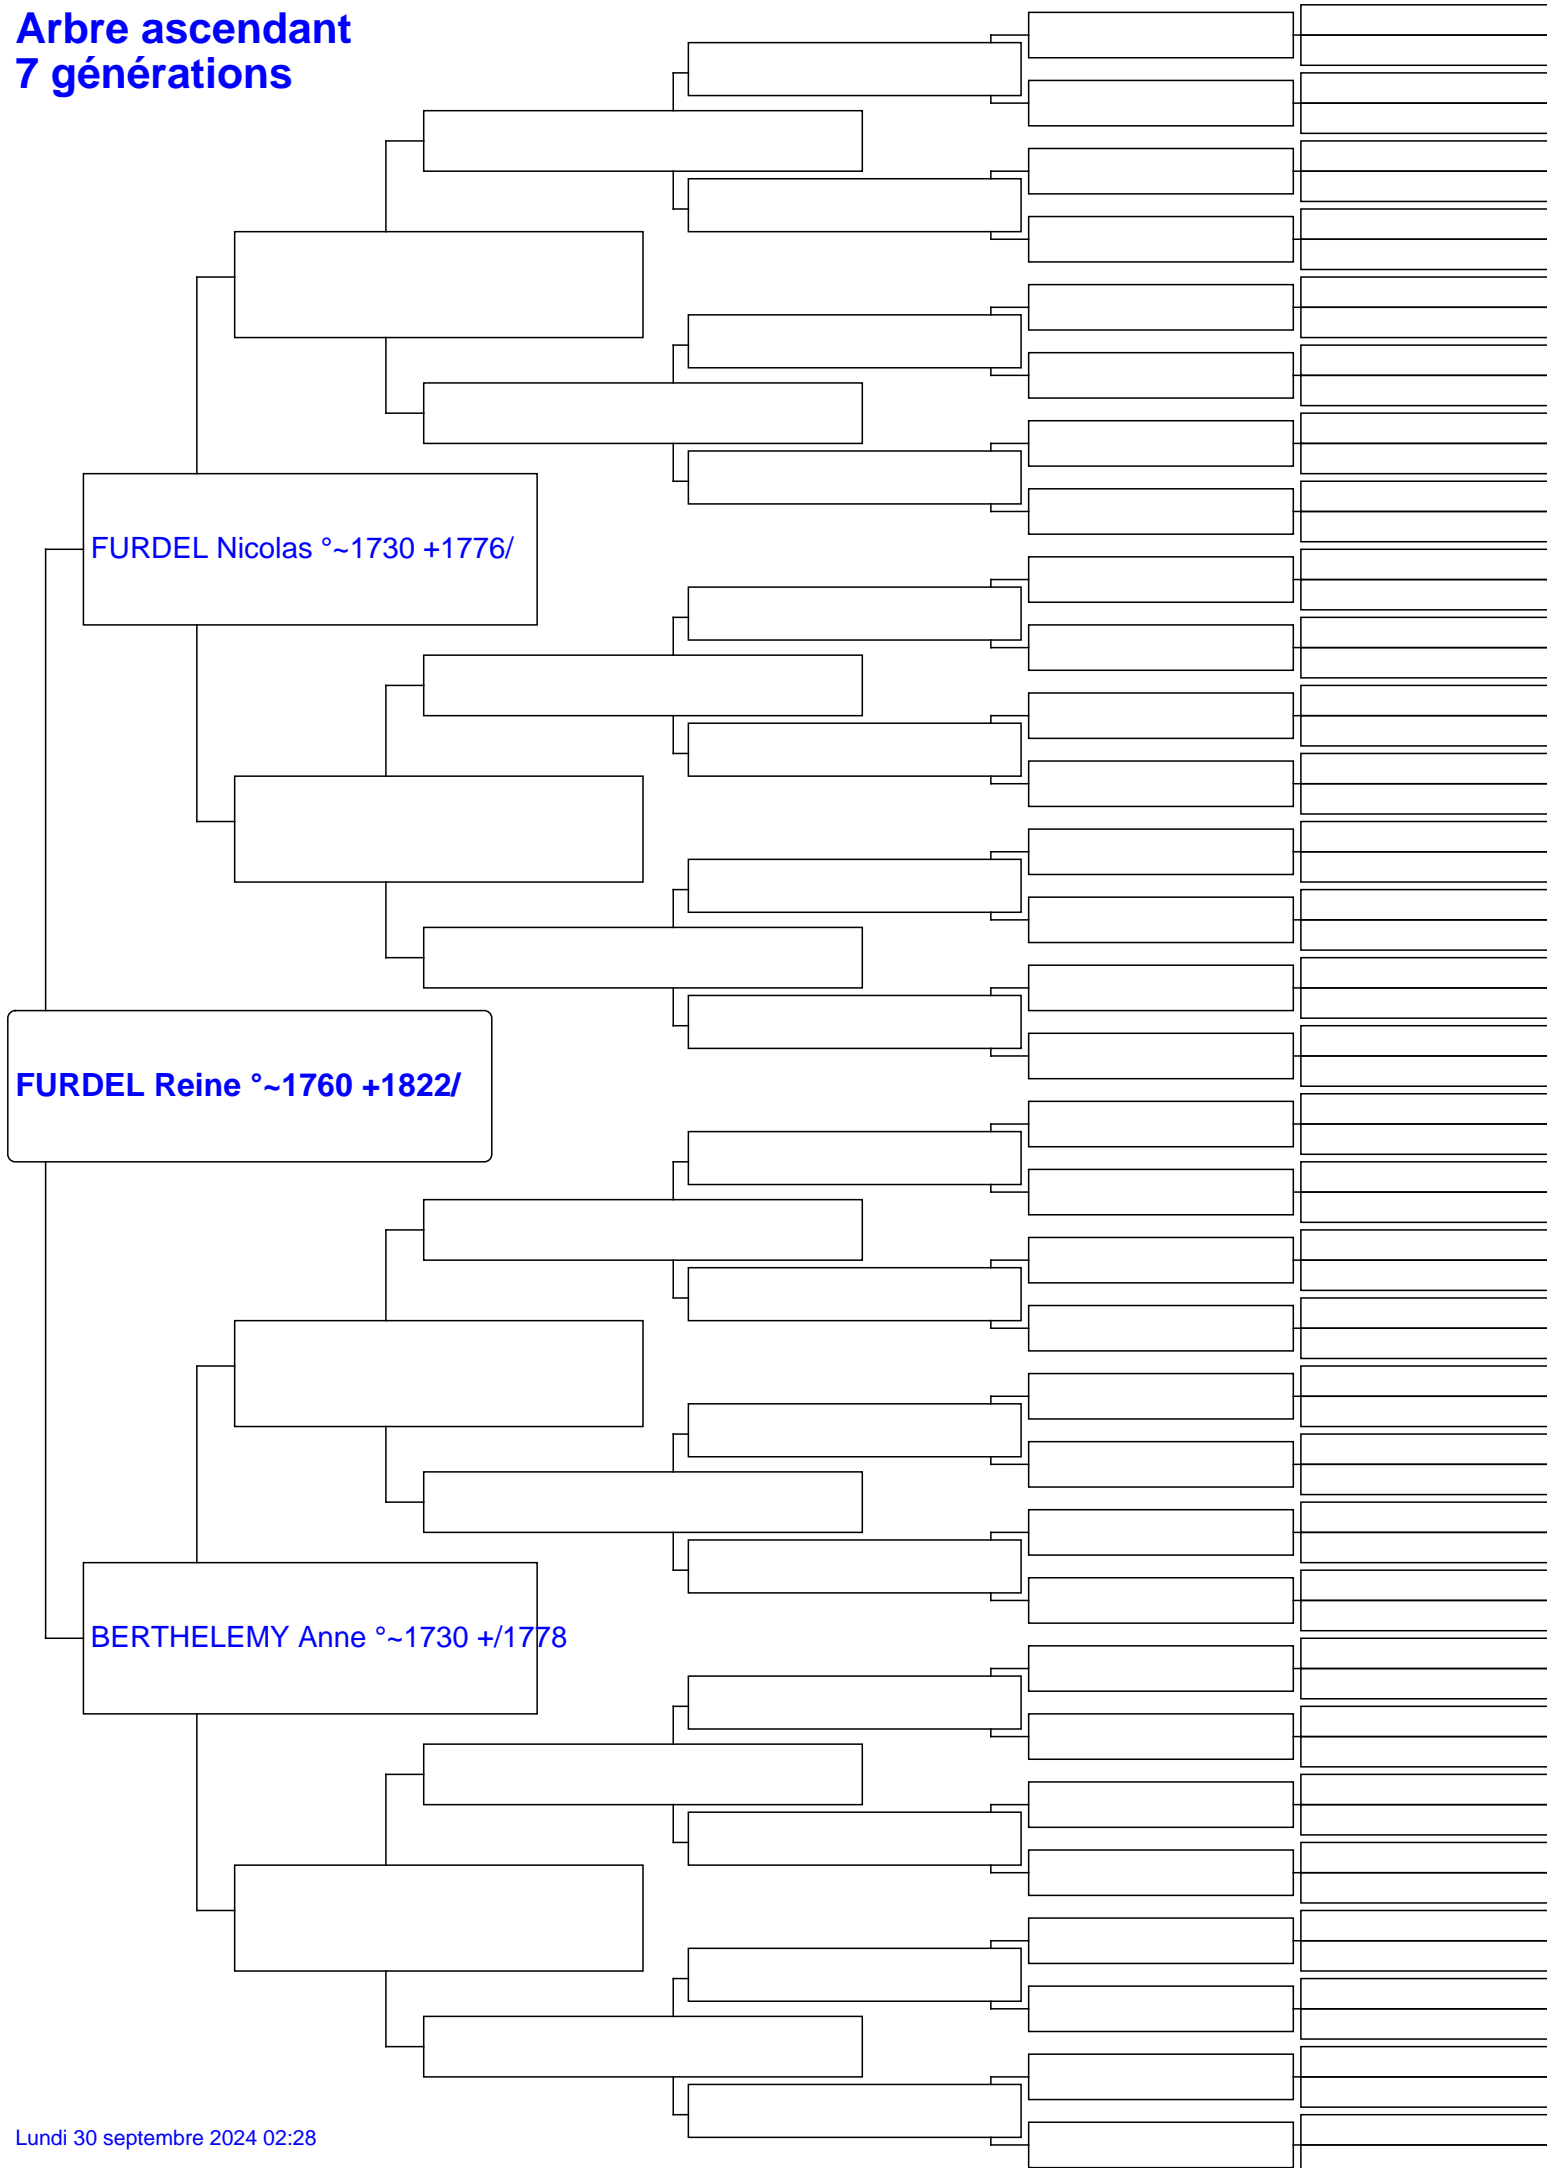 Arbre ascendant
7 générations
FURDEL Nicolas °~1730 +1776/
FURDEL Reine °~1760 +1822/
BERTHELEMY Anne °~1730 +/1778
Lundi 30 septembre 2024 02:28